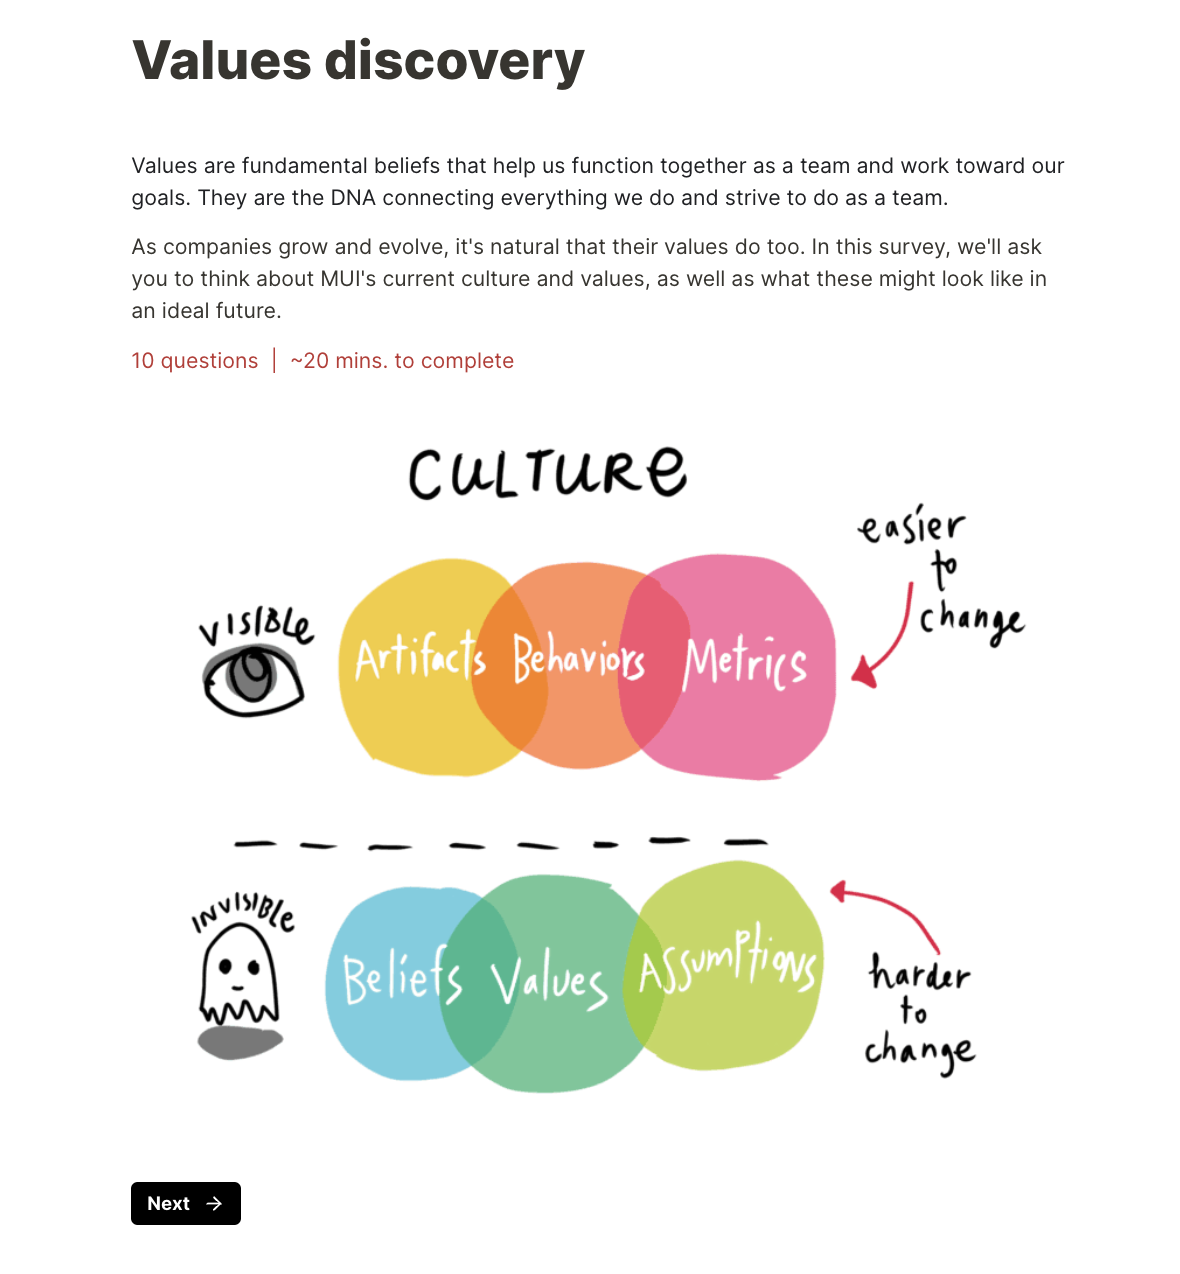 Values discovery
Values are fundamental beliefs that help us function together as a team and work toward our
goals. They are the DNA connecting everything we do and strive to do as a team.
As companies grow and evolve, it's natural that their values do too. In this survey, we'll ask
you to think about MUI's current culture and values, as well as what these might look like in
an ideal future.
10 questions | ~20 mins. to complete
CULTURE
easier
to
change
VISIBLE
Artifacts Behaviors Metrics
INVISIBLE
Beliefs Values Assumptions
harder
to
change
Next →